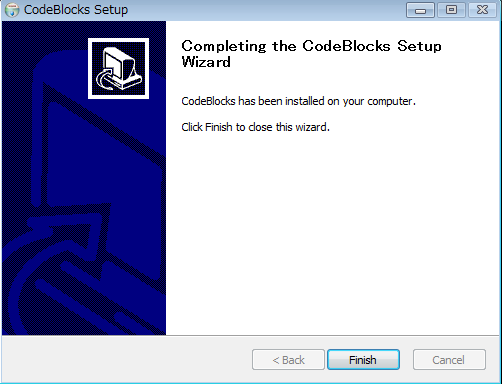 CodeBlocks Setup
Completing the CodeBlocks Setup
Wizard
CodeBlocks has been installed on your computer.
Click Finish to close this wizard.
< Back
Finish
Cancel